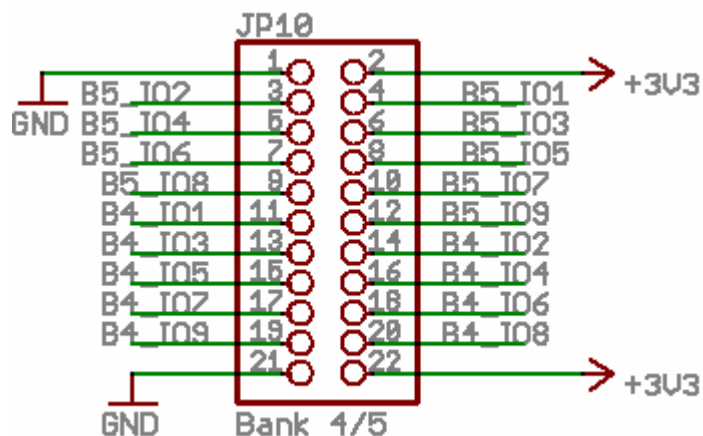 JP10
1 2 +3V3
B5_IO2 3 4 B5_IO1
GND B5_IO4 5 6 B5_IO3
B5_IO6 7 8 B5_IO5
B5_IO8 9 10 B5_IO7
B4_IO1 11 12 B5_IO9
B4_IO3 13 14 B4_IO2
B4_IO5 15 16 B4_IO4
B4_IO7 17 18 B4_IO6
B4_IO9 19 20 B4_IO8
21 22 +3V3
GND Bank 4/5